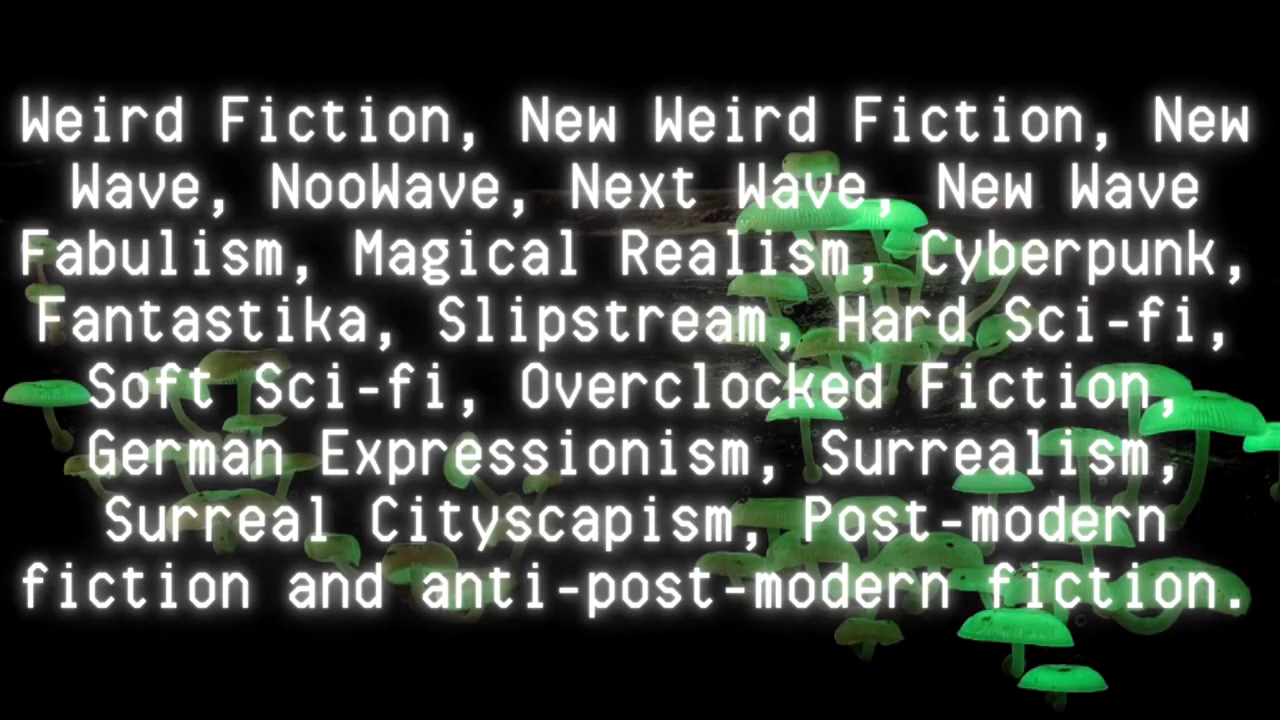 Weird Fiction, New Weird Fiction, New
Wave, NooWave, Next Wave, New Wave
Fabulism, Magical Realism, Cyberpunk,
Fantastika, Slipstream, Hard Sci-fi,
Soft Sci-fi, Overclocked Fiction,
German Expressionism, Surrealism,
Surreal Cityscapism, Post-modern
fiction and anti-post-modern fiction.